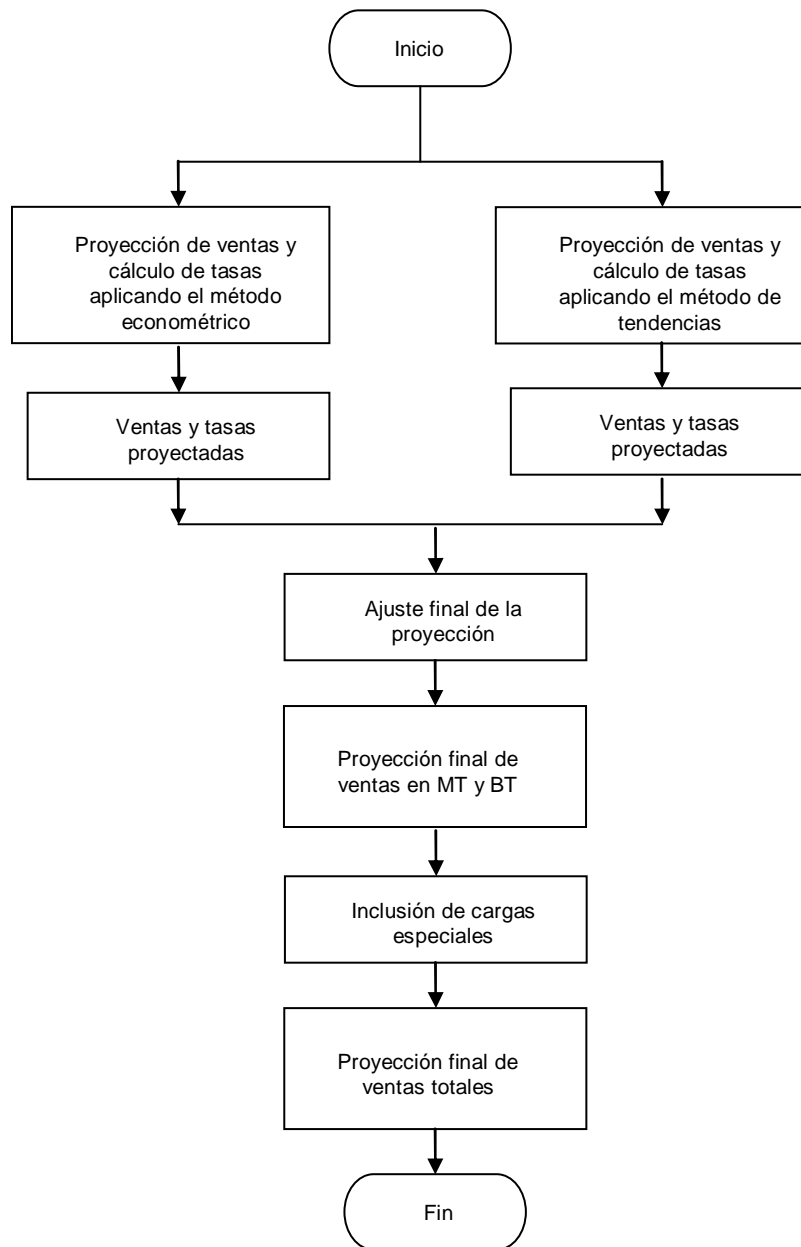 Inicio
Proyección de ventas y
cálculo de tasas
aplicando el método
econométrico
Proyección de ventas y
cálculo de tasas
aplicando el método de
tendencias
Ventas y tasas
proyectadas
Ventas y tasas
proyectadas
Ajuste final de la
proyección
Proyección final de
ventas en MT y BT
Inclusión de cargas
especiales
Proyección final de
ventas totales
Fin